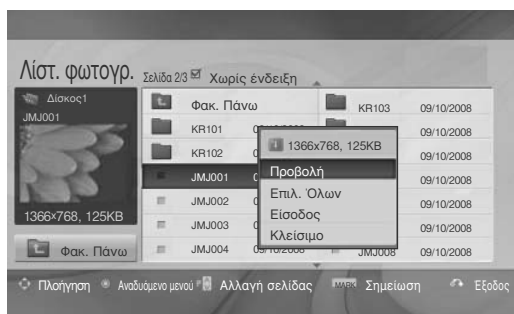 Λίστ. φωτογρ. Σελίδα 2/3 Χωρίς ένδειξη
Δίσκος1
JMJ001
1366x768, 125KB
Φακ. Πάνω
Φακ. Πάνω
KR101
KR102
JMJ001
JMJ002
JMJ003
JMJ004 09/10/2008
KR103 09/10/2008
09/10/2008
09/10/2008
09/10/2008
09/10/2008
09/10/2008
JMJ008 09/10/2008
1366x768, 125KB
Προβολή
Επιλ. Όλων
Είσοδος
Κλείσιμο
Πλοήγηση Αναδυόμενο μενού P Αλλαγή σελίδας MARK Σημείωση Έξοδος